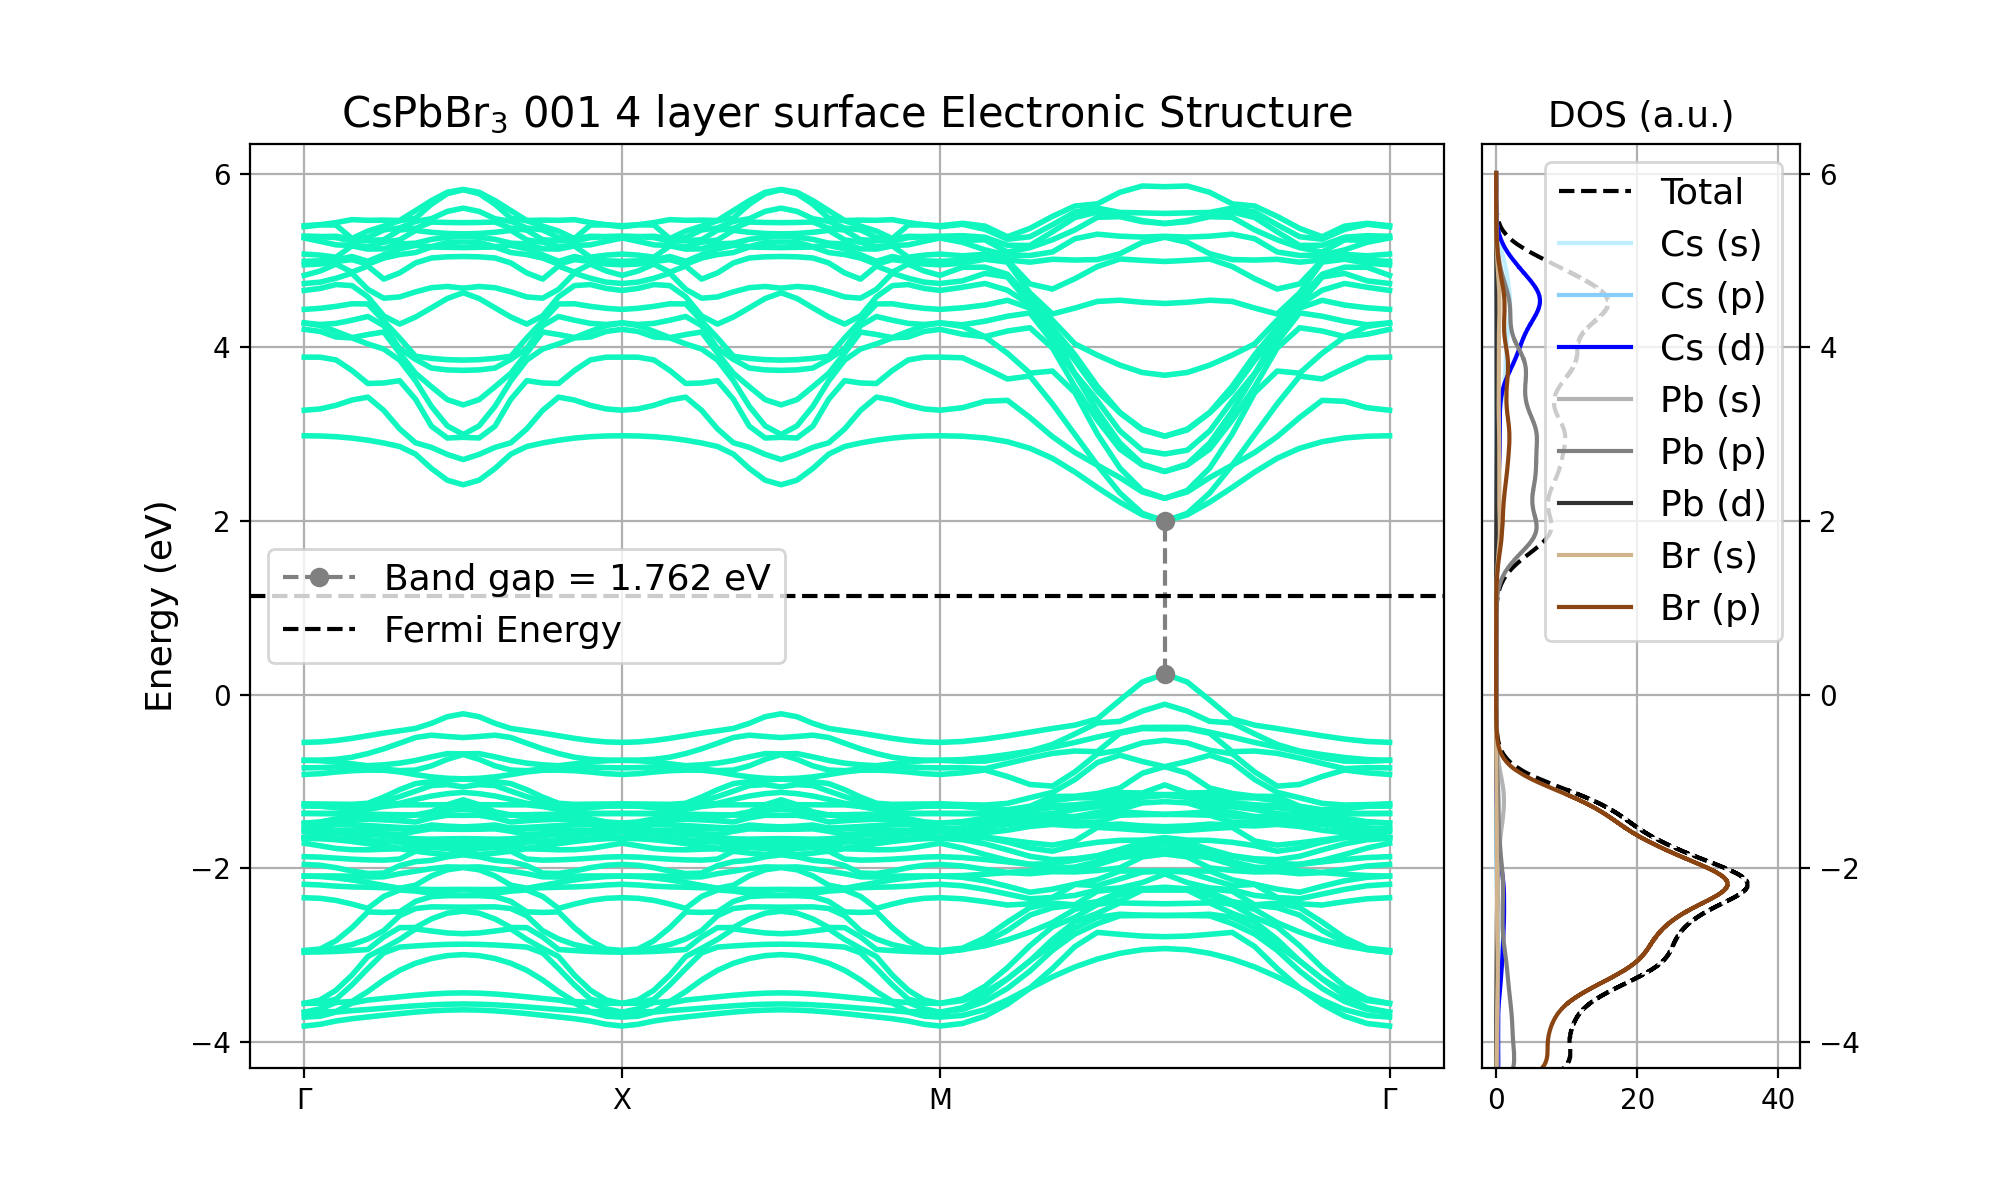 CsPbBr₃ 001 4 layer surface Electronic Structure
DOS (a.u.)
Energy (eV)
6
4
2
0
−2
−4
Band gap = 1.762 eV
Fermi Energy
Γ
X
M
Γ
Total
Cs (s)
Cs (p)
Cs (d)
Pb (s)
Pb (p)
Pb (d)
Br (s)
Br (p)
6
4
2
0
−2
−4
0
20
40